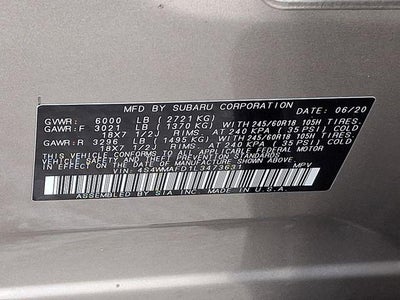 MFD BY SUBARU CORPORATION DATE: 06/20
GVWR: 6000 LB (2721 KG)
GAWR:F 3021 LB (1370 KG) WITH 245/60R18 105H TIRES.
18X7 1/2J RIMS AT 240 KPA (35 PSI) COLD
GAWR:R 3296 LB (1495 KG) WITH 245/60R18 105H TIRES.
18X7 1/2J RIMS AT 240 KPA (35 PSI) COLD
THIS VEHICLE CONFORMS TO ALL APPLICABLE FEDERAL MOTOR
VEHICLE SAFETY AND THEFT PREVENTION STANDARDS IN
EFFECT ON THE DATE OF MANUFACTURE SHOWN ABOVE.
VIN: 4S4WMAFD1L3473631 MPV
ASSEMBLED BY SIA IN U.S.A.